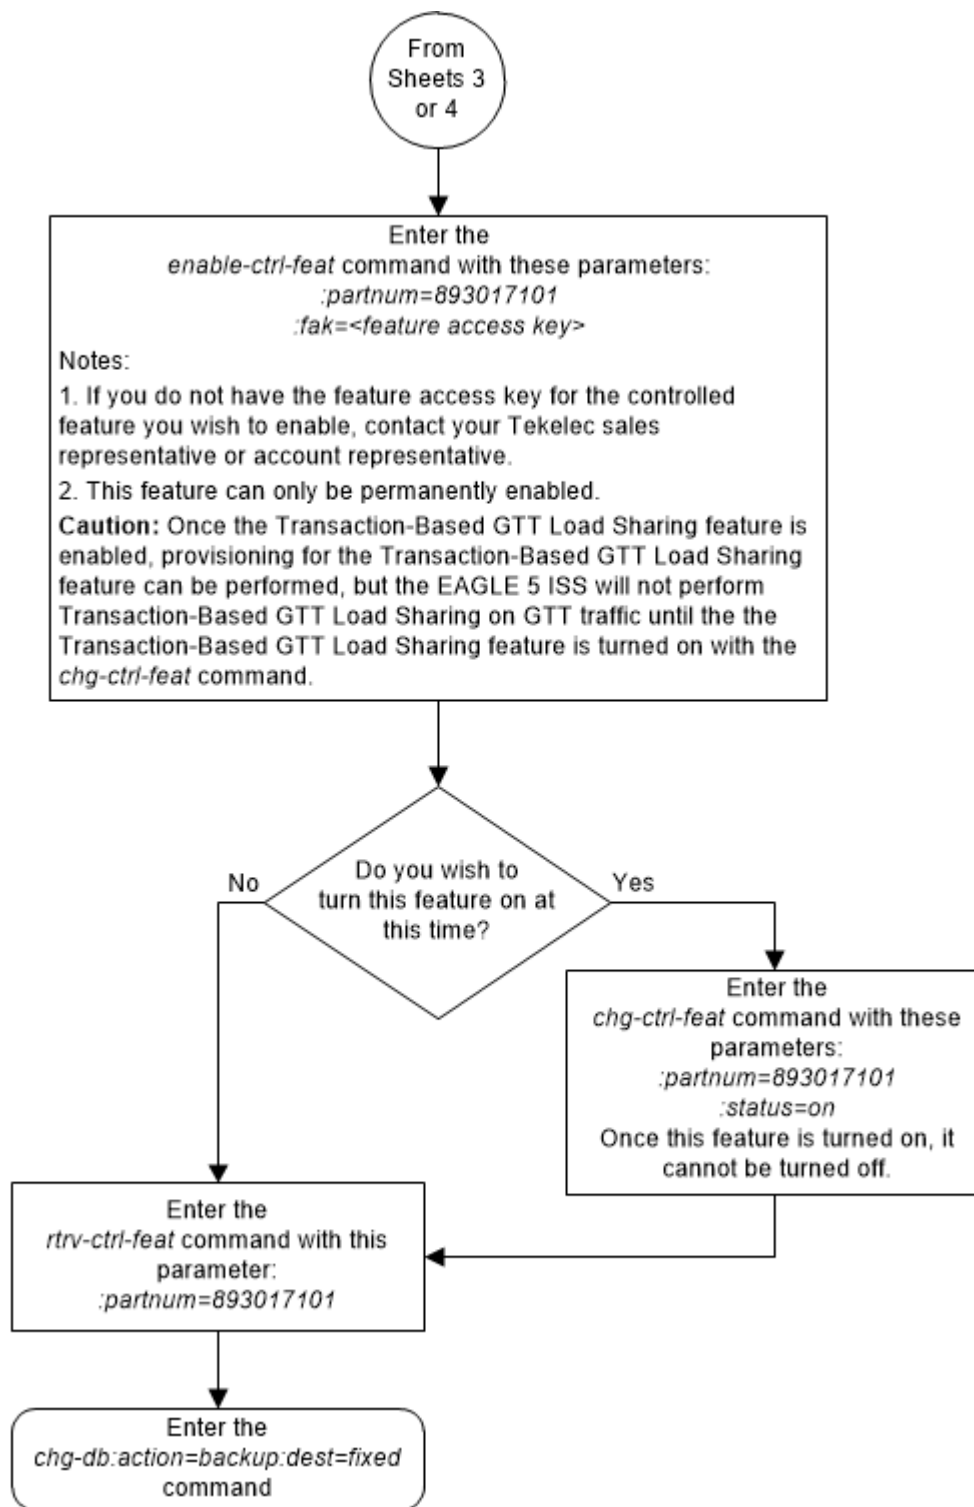 From
Sheets 3
or 4
Enter the
enable-ctrl-feat command with these parameters:
:partnum=893017101
:fak=<feature access key>
Notes:
1. If you do not have the feature access key for the controlled
feature you wish to enable, contact your Tekelec sales
representative or account representative.
2. This feature can only be permanently enabled.
Caution: Once the Transaction-Based GTT Load Sharing feature is
enabled, provisioning for the Transaction-Based GTT Load Sharing
feature can be performed, but the EAGLE 5 ISS will not perform
Transaction-Based GTT Load Sharing on GTT traffic until the the
Transaction-Based GTT Load Sharing feature is turned on with the
chg-ctrl-feat command.
Do you wish to
turn this feature on at
this time?
No
Yes
Enter the
chg-ctrl-feat command with these
parameters:
:partnum=893017101
:status=on
Once this feature is turned on, it
cannot be turned off.
Enter the
rtrv-ctrl-feat command with this
parameter:
:partnum=893017101
Enter the
chg-db:action=backup:dest=fixed
command